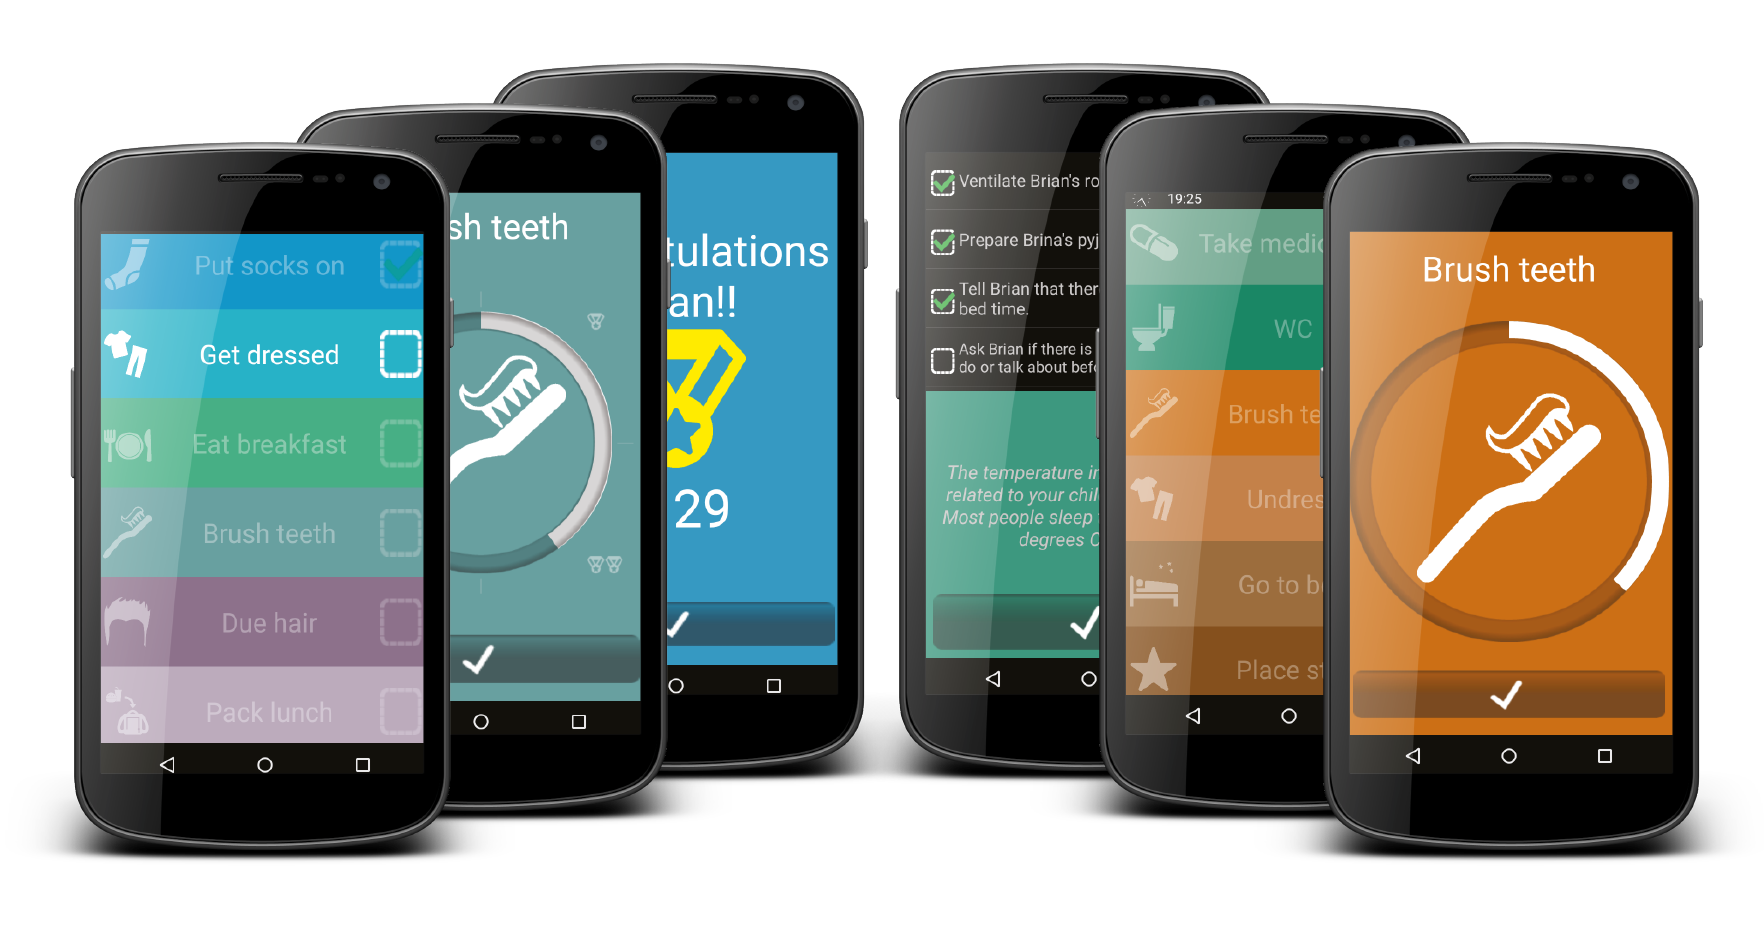 Put socks on
Get dressed
Eat breakfast
Brush teeth
Due hair
Pack lunch
sh teeth
tulations
an!!
29
Ventilate Brian's ro
Prepare Brina's pyj
Tell Brian that ther
bed time.
Ask Brian if there is
do or talk about befo
The temperature in
related to your chil
Most people sleep
degrees C
19:25
Take medic
WC
Brush te
Undres
Go to b
Place st
Brush teeth